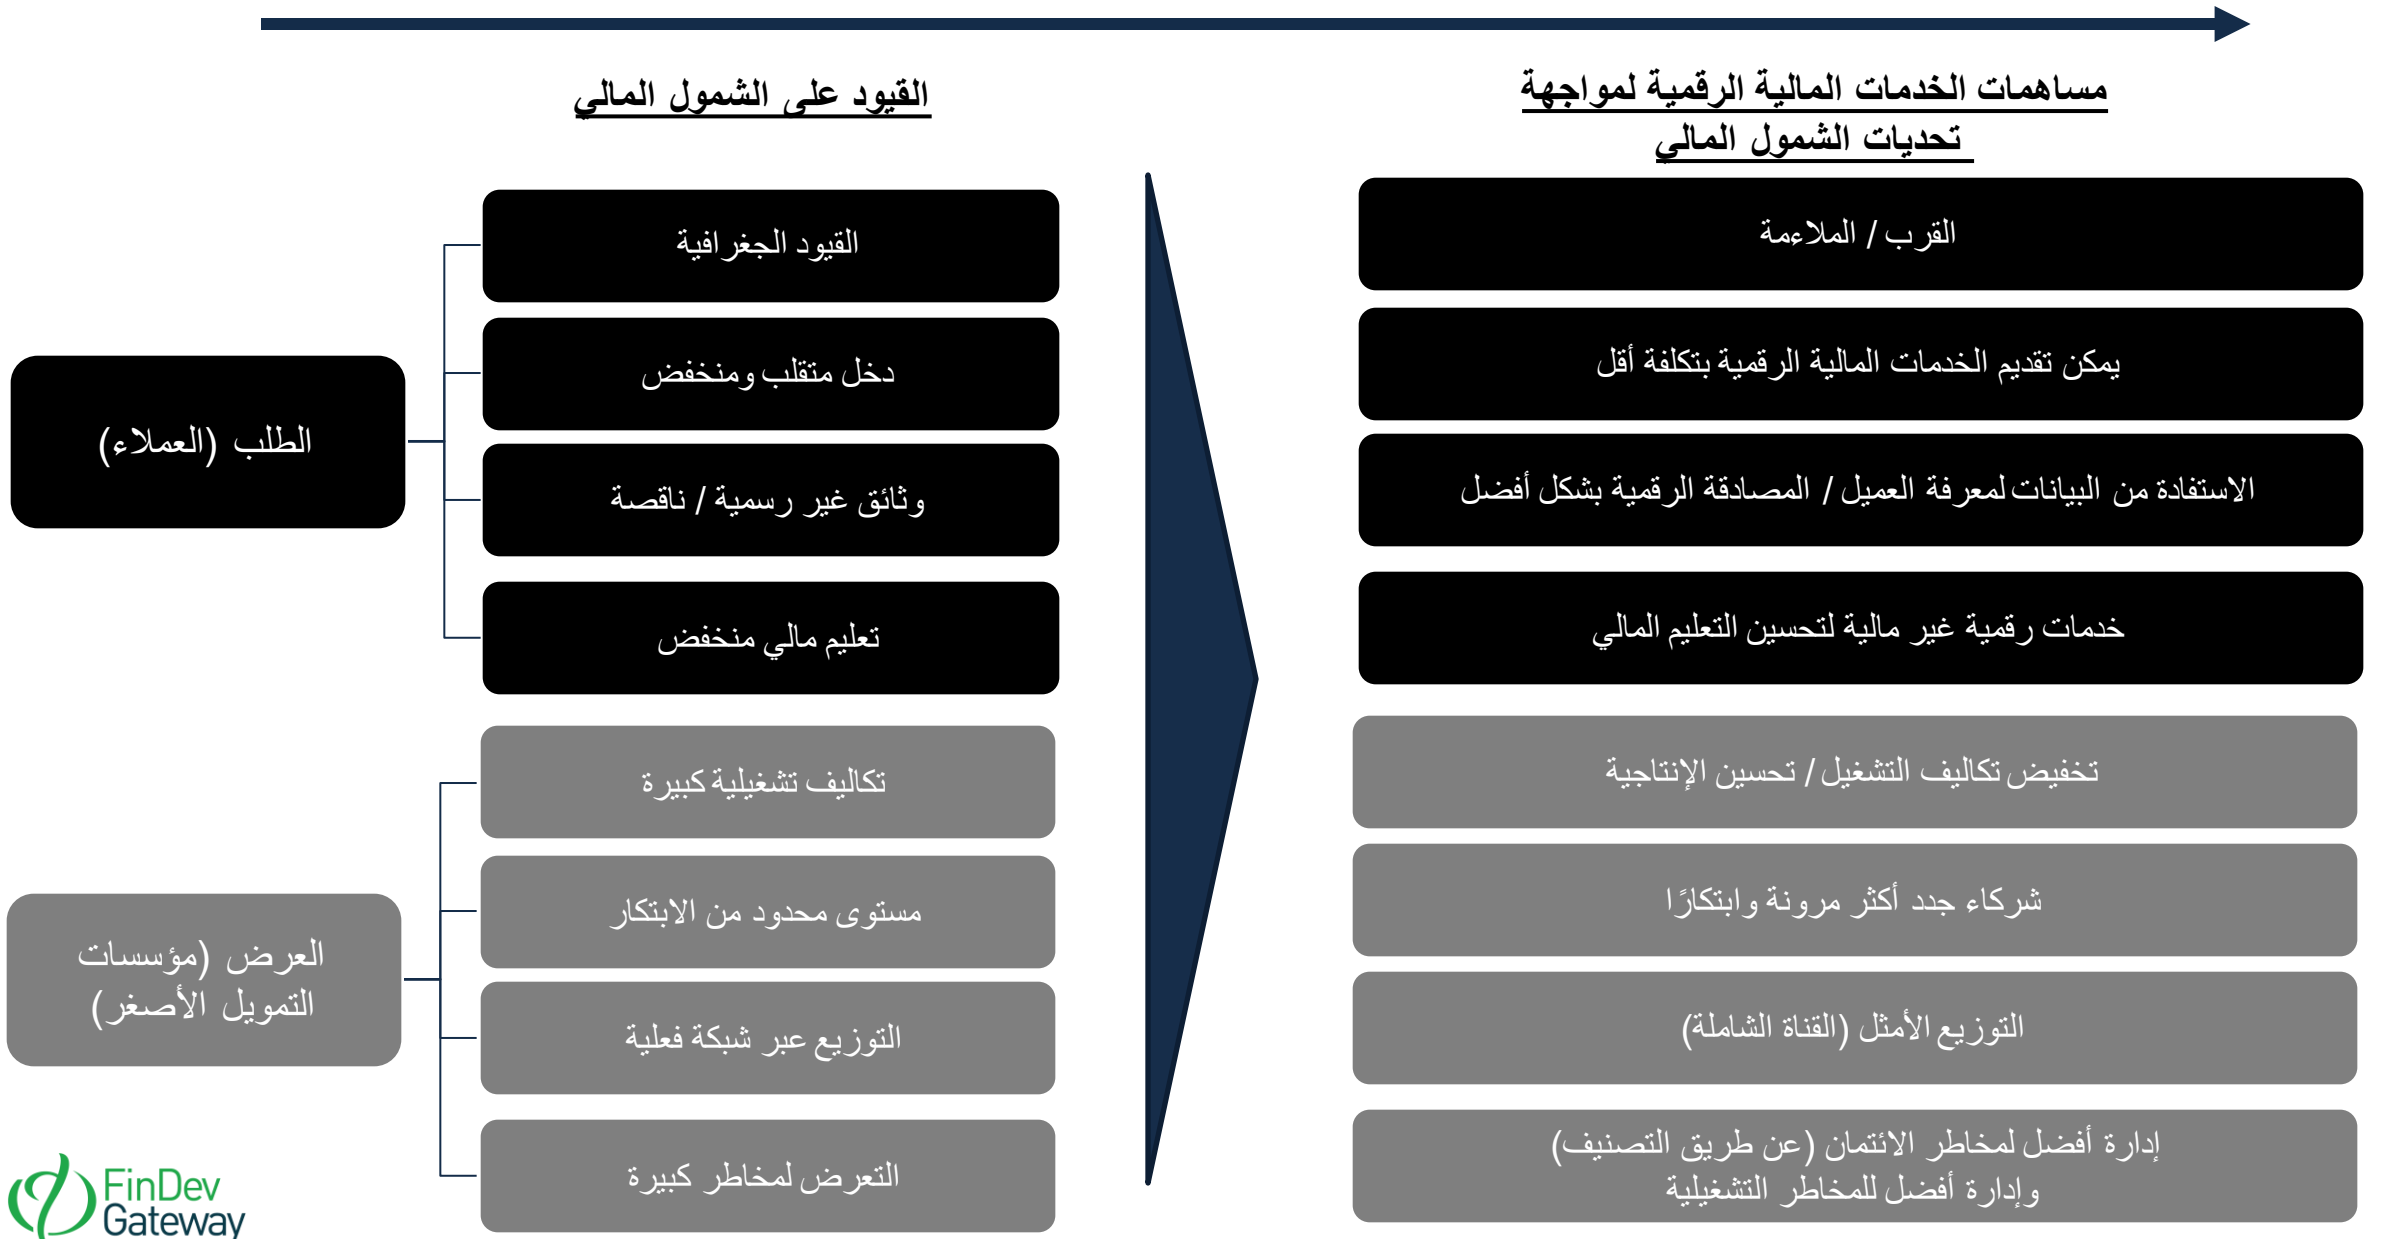 القيود على الشمول المالي
مساهمات الخدمات المالية الرقمية لمواجهة
تحديات الشمول المالي
الطلب (العملاء)
القيود الجغرافية
القرب / الملاءمة
دخل متقلب ومنخفض
يمكن تقديم الخدمات المالية الرقمية بتكلفة أقل
وثائق غير رسمية / ناقصة
الاستفادة من البيانات لمعرفة العميل / المصادقة الرقمية بشكل أفضل
تعليم مالي منخفض
خدمات رقمية غير مالية لتحسين التعليم المالي
العرض (مؤسسات
التمويل الأصغر)
تكاليف تشغيلية كبيرة
تخفيض تكاليف التشغيل / تحسين الإنتاجية
مستوى محدود من الابتكار
شركاء جدد أكثر مرونة وابتكارًا
التوزيع عبر شبكة فعلية
التوزيع الأمثل (القناة الشاملة)
التعرض لمخاطر كبيرة
إدارة أفضل لمخاطر الائتمان (عن طريق التصنيف)
وإدارة أفضل للمخاطر التشغيلية
FinDev
Gateway